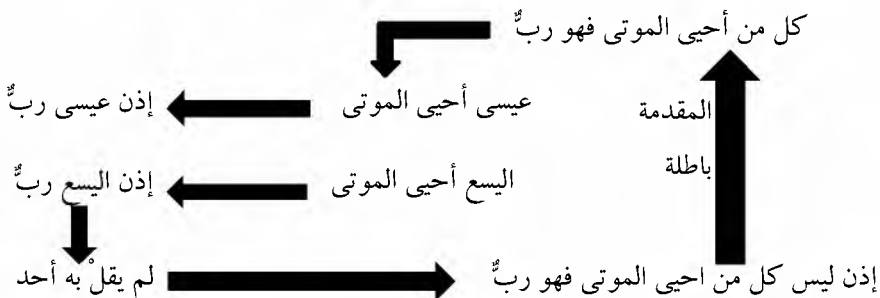 كل من أحيى الموتى فهو ربٌّ
عيسى أحيى الموتى
إذن عيسى ربٌّ
المقدمة
باطلة
اليسع أحيى الموتى
إذن اليسع ربٌّ
لم يقلْ به أحد
إذن ليس كل من احيى الموتى فهو ربٌّ